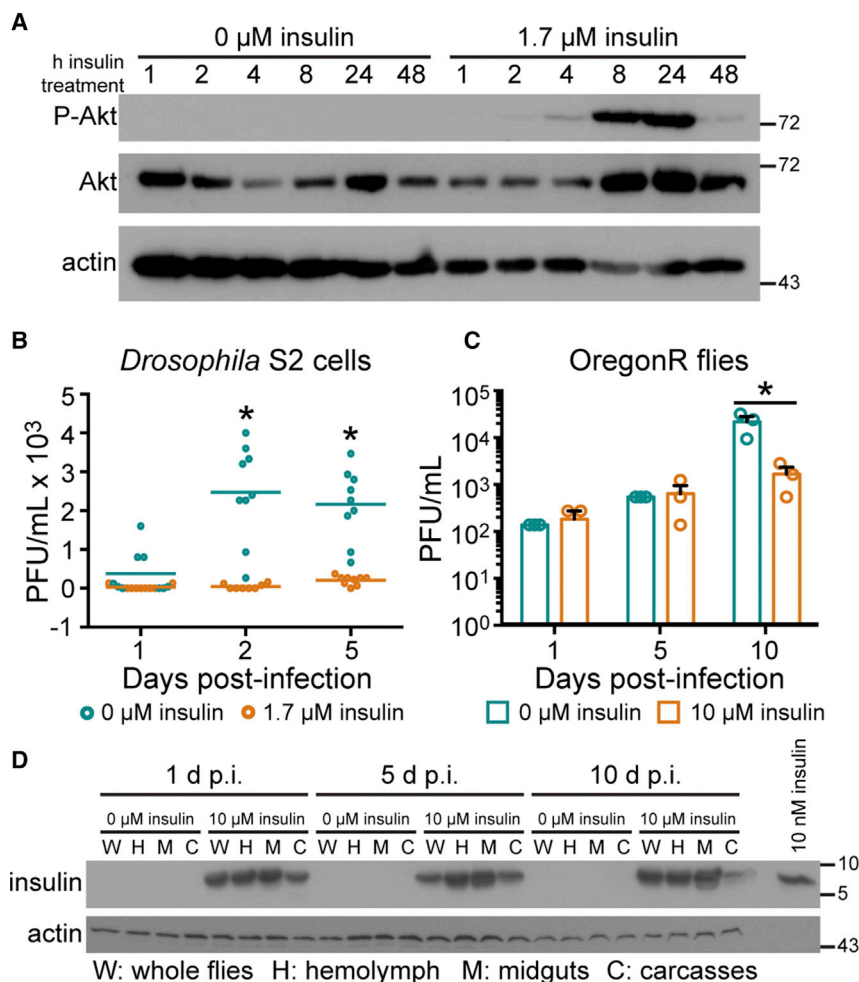 A
0 µM insulin 1.7 µM insulin
h insulin treatment 1 2 4 8 24 48 1 2 4 8 24 48
P-Akt 72
Akt 72
actin 43
B
Drosophila S2 cells
PFU/mL x 10³
5
4
3
2
1
0
-1
1 2 5
Days post-infection
0 µM insulin 1.7 µM insulin
*
*
C
OregonR flies
PFU/mL
10⁵
10⁴
10³
10²
10¹
10⁰
*
1 5 10
Days post-infection
0 µM insulin 10 µM insulin
D
1 d p.i. 5 d p.i. 10 d p.i. 10 nM insulin
0 µM insulin 10 µM insulin 0 µM insulin 10 µM insulin 0 µM insulin 10 µM insulin
W H M C W H M C W H M C W H M C W H M C W H M C
insulin 10
5
actin 43
W: whole flies H: hemolymph M: midguts C: carcasses